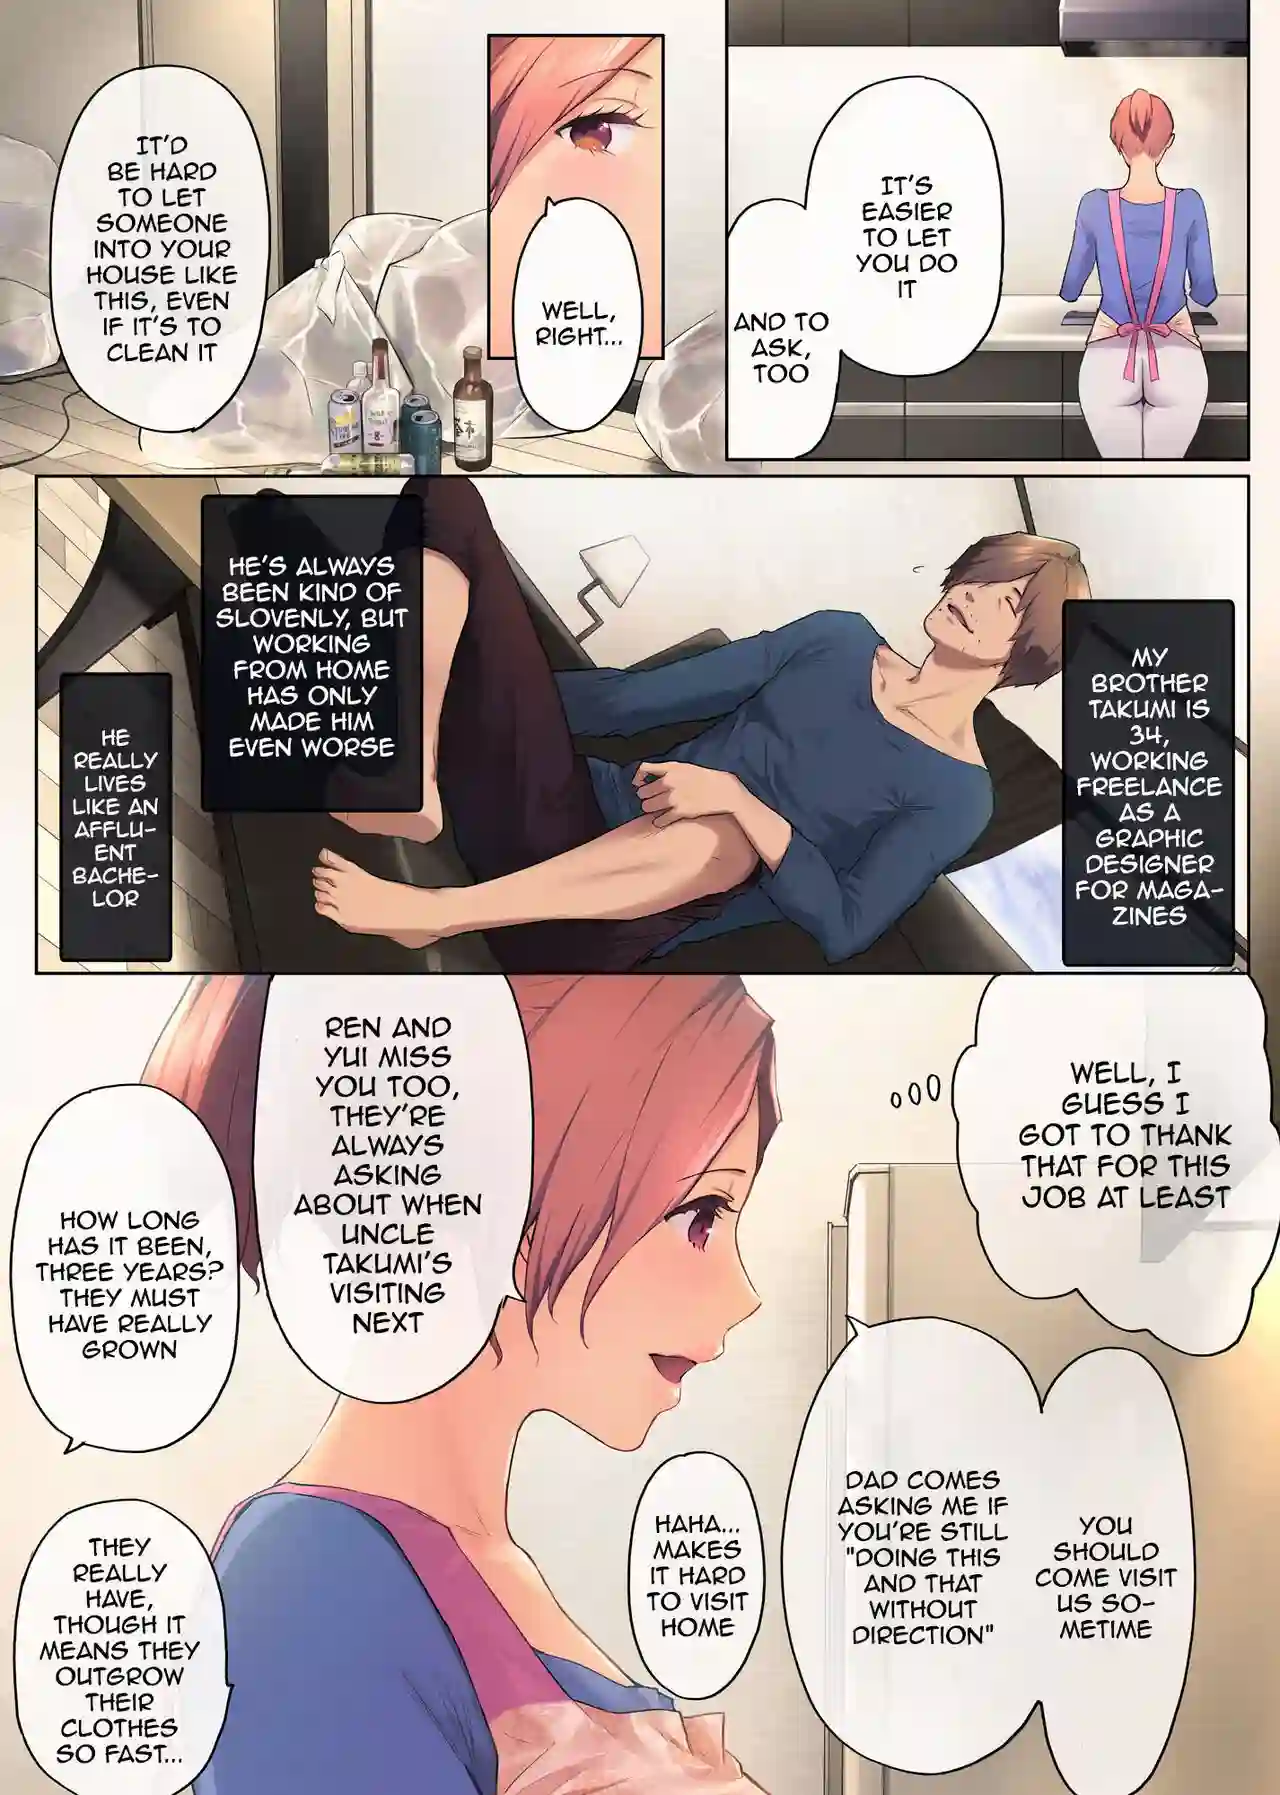 IT'S
EASIER
TO LET
YOU DO
IT
AND TO
ASK,
TOO
WELL,
RIGHT...
IT'D
BE HARD
TO LET
SOMEONE
INTO YOUR
HOUSE LIKE
THIS, EVEN
IF IT'S TO
CLEAN IT
MY
BROTHER
TAKUMI IS
34,
WORKING
FREELANCE
AS A
GRAPHIC
DESIGNER
FOR MAGA-
ZINES
HE'S ALWAYS
BEEN KIND OF
SLOVENLY, BUT
WORKING
FROM HOME
HAS ONLY
MADE HIM
EVEN WORSE
HE
REALLY
LIVES
LIKE AN
AFFLU-
ENT
BACHE-
LOR
WELL, I
GUESS I
GOT TO THANK
THAT FOR THIS
JOB AT LEAST
YOU
SHOULD
COME VISIT
US SO-
METIME
DAD COMES
ASKING ME IF
YOU'RE STILL
"DOING THIS
AND THAT
WITHOUT
DIRECTION"
HAHA...
MAKES
IT HARD
TO VISIT
HOME
REN AND
YUI MISS
YOU TOO,
THEY'RE
ALWAYS
ASKING
ABOUT WHEN
UNCLE
TAKUMI'S
VISITING
NEXT
HOW LONG
HAS IT BEEN,
THREE YEARS?
THEY MUST
HAVE REALLY
GROWN
THEY
REALLY
HAVE,
THOUGH IT
MEANS THEY
OUTGROW
THEIR
CLOTHES
SO FAST...